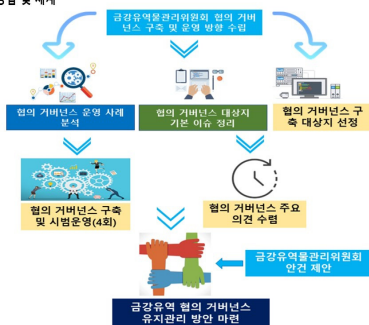 금강유역물관리위원회 협의 거버
넌스 구축 및 운영 방향 수립
협의 거버넌스 운영 사례
분석
협의 거버넌스 대상지
기본 이슈 정리
협의 거버넌스 구
축 대상지 선정
협의 거버넌스 구축
및 시범운영(4회)
협의 거버넌스 주요
의견 수렴
금강유역물관리위원회
안건 제안
금강유역 협의 거버넌스
유지관리 방안 마련